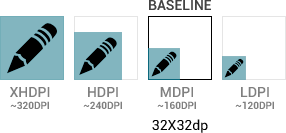 BASELINE
XHDPI
~320DPI
HDPI
~240DPI
MDPI
~160DPI
LDPI
~120DPI
32X32dp